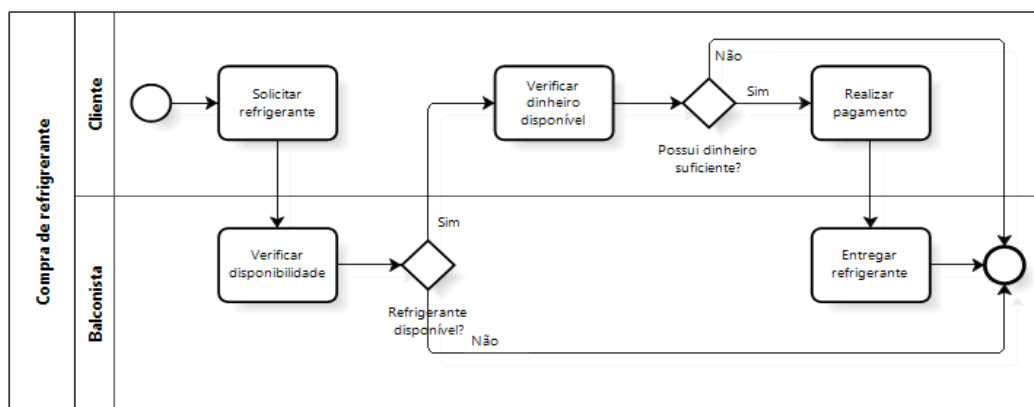 Compra de refrigrerante
Cliente
Solicitar
refrigerante
Verificar
dinheiro
disponível
Não
Sim
Possui dinheiro
suficiente?
Realizar
pagamento
Balconista
Verificar
disponibilidade
Sim
Refrigerante
disponível?
Não
Entregar
refrigerante